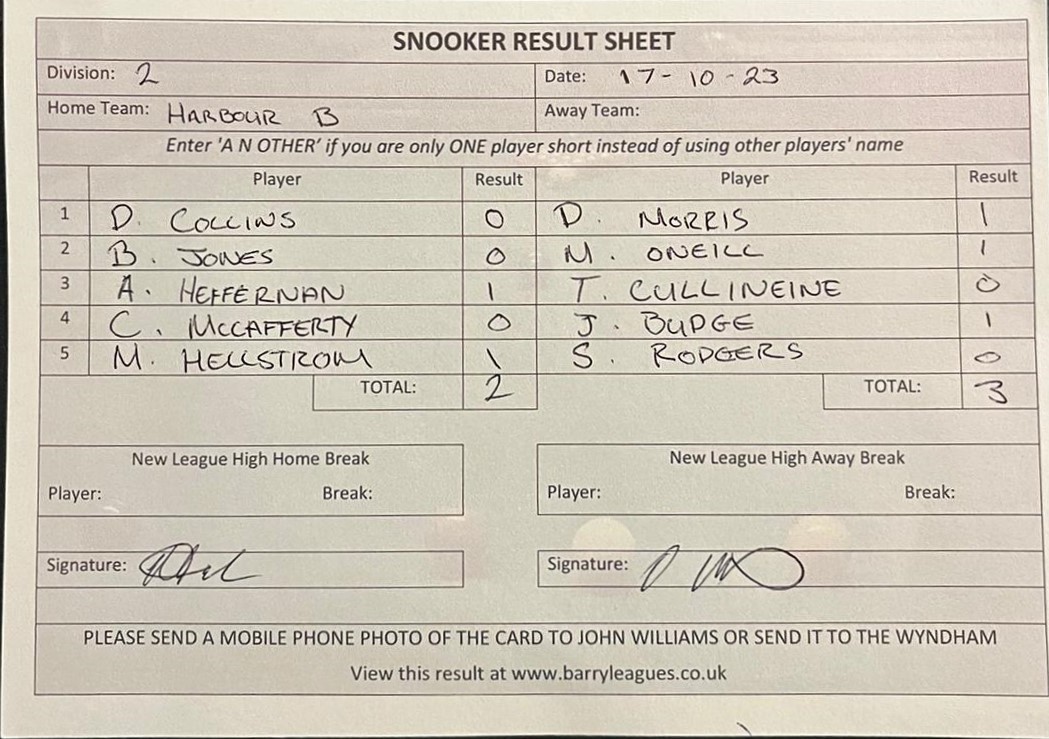 SNOOKER RESULT SHEET
Division: 2 Date: 17-10-23
Home Team: HARBOUR B Away Team:
Enter 'A N OTHER' if you are only ONE player short instead of using other players' name
Player Result Player Result
1 D. COLLINS 0 D. MORRIS 1
2 B. JONES 0 M. ONEILL 1
3 A. HEFFERNAN 1 T. CULLINEINE 0
4 C. MCCAFFERTY 0 J. BUDGE 1
5 M. HELLSTROM 1 S. RODGERS 0
TOTAL: 2 TOTAL: 3
New League High Home Break New League High Away Break
Player: Break: Player: Break:
Signature: Signature:
PLEASE SEND A MOBILE PHONE PHOTO OF THE CARD TO JOHN WILLIAMS OR SEND IT TO THE WYNDHAM
View this result at www.barryleagues.co.uk